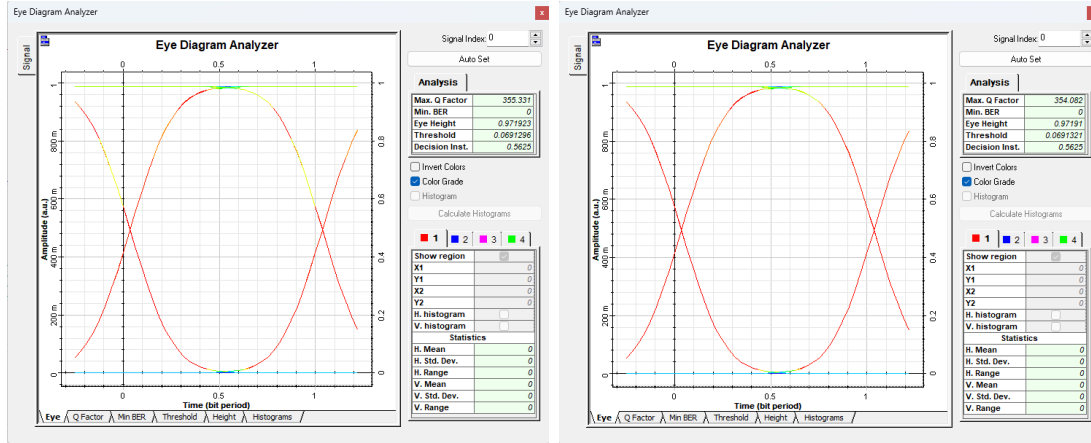 Eye Diagram Analyzer
x
Signal
Eye Diagram Analyzer
0 0.5 1
1
800 m
600 m
400 m
200 m
0
Amplitude (a.u.)
1
0.8
0.6
0.4
0.2
0
0 0.5 1
Time (bit period)
Eye Q Factor Min BER Threshold Height Histograms
Signal Index: 0
Auto Set
Analysis
Max. Q Factor 355.331
Min. BER 0
Eye Height 0.971923
Threshold 0.0691296
Decision Inst. 0.5625
Invert Colors
Color Grade
Histogram
Calculate Histograms
1 2 3 4
Show region
X1 0
Y1 0
X2 0
Y2 0
H. histogram
V. histogram
Statistics
H. Mean 0
H. Std. Dev. 0
H. Range 0
V. Mean 0
V. Std. Dev. 0
V. Range 0
Eye Diagram Analyzer
Signal
Eye Diagram Analyzer
0 0.5 1
1
800 m
600 m
400 m
200 m
0
Amplitude (a.u.)
1
0.8
0.6
0.4
0.2
0
0 0.5 1
Time (bit period)
Eye Q Factor Min BER Threshold Height Histograms
Signal Index: 0
Auto Set
Analysis
Max. Q Factor 354.082
Min. BER 0
Eye Height 0.97191
Threshold 0.0691321
Decision Inst. 0.5625
Invert Colors
Color Grade
Histogram
Calculate Histograms
1 2 3 4
Show region
X1 0
Y1 0
X2 0
Y2 0
H. histogram
V. histogram
Statistics
H. Mean 0
H. Std. Dev. 0
H. Range 0
V. Mean 0
V. Std. Dev. 0
V. Range 0